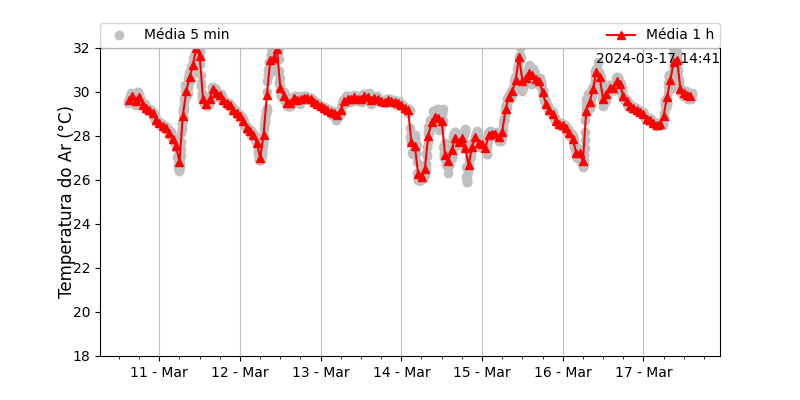 Média 5 min
Média 1 h
2024-03-17 14:41
Temperatura do Ar (°C)
32
30
28
26
24
22
20
18
11 - Mar
12 - Mar
13 - Mar
14 - Mar
15 - Mar
16 - Mar
17 - Mar